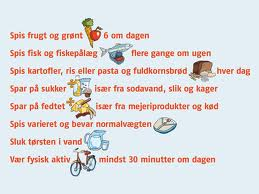 Spis frugt og grønt 6 om dagen
Spis fisk og fiskepålæg flere gange om ugen
Spis kartofler, ris eller pasta og fuldkornsbrød hver dag
Spar på sukker især fra sodavand, slik og kager
Spar på fedtet især fra mejeriprodukter og kød
Spis varieret og bevar normalvægten
Sluk tørsten i vand
Vær fysisk aktiv mindst 30 minutter om dagen